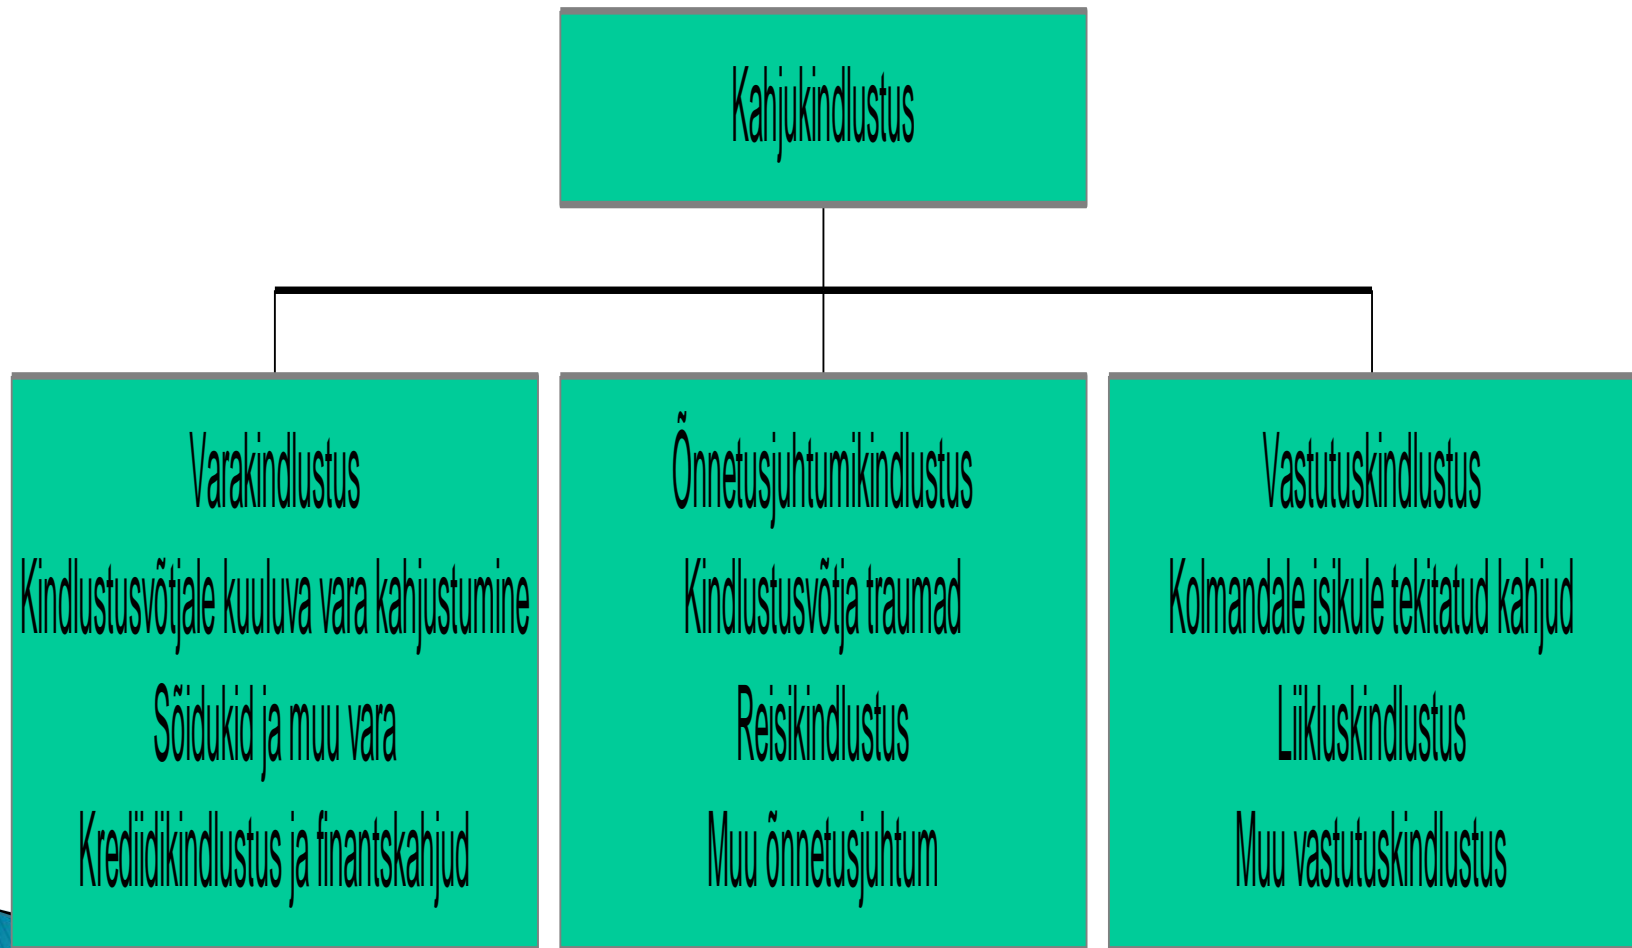 Kahjukindlustus
Varakindlustus
Kindlustusvõtjale kuuluva vara kahjustumine
Sõidukid ja muu vara
Krediidikindlustus ja finantskahjud
Õnnetusjuhtumikindlustus
Kindlustusvõtja traumad
Reisikindlustus
Muu õnnetusjuhtum
Vastutuskindlustus
Kolmandale isikule tekitatud kahjud
Liikluskindlustus
Muu vastutuskindlustus